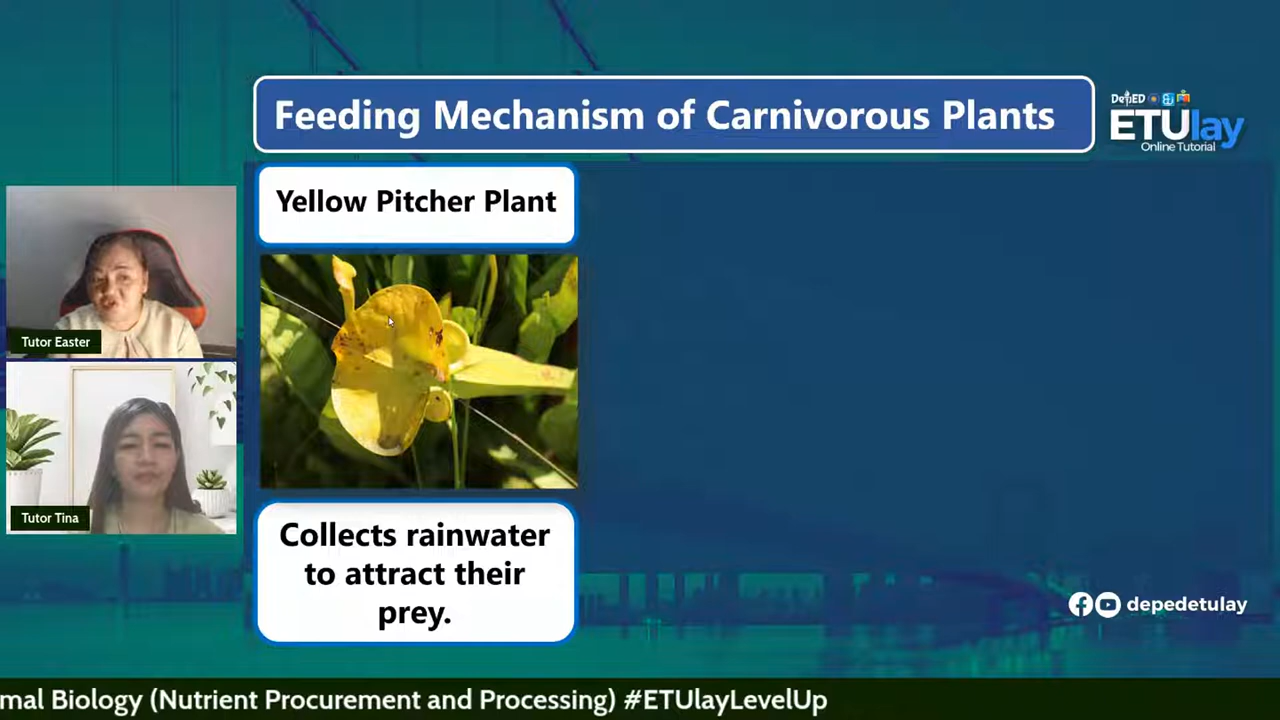 Feeding Mechanism of Carnivorous Plants
DepED
ETUlay
Online Tutorial
Yellow Pitcher Plant
Tutor Easter
Tutor Tina
Collects rainwater
to attract their
prey.
depedetulay
mal Biology (Nutrient Procurement and Processing) #ETUlayLevelUp